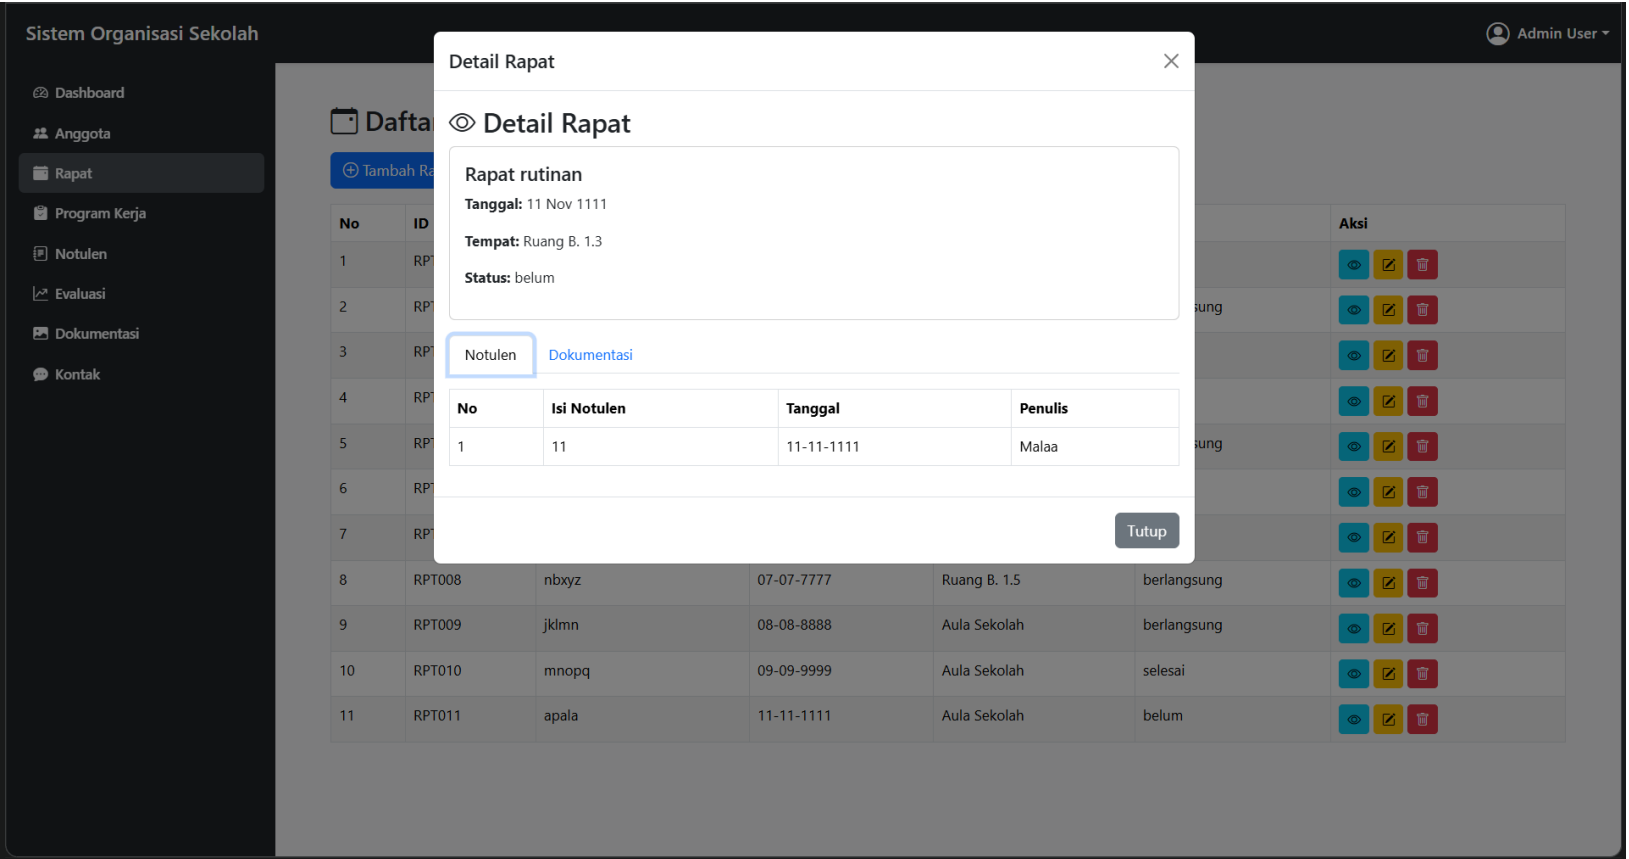 Sistem Organisasi Sekolah
Admin User
Dashboard
Anggota
Rapat
Program Kerja
Notulen
Evaluasi
Dokumentasi
Kontak
Detail Rapat
Detail Rapat
Rapat rutinan
Tanggal: 11 Nov 1111
Tempat: Ruang B. 1.3
Status: belum
Notulen Dokumentasi
No Isi Notulen Tanggal Penulis
1 11 11-11-1111 Malaa
Tutup
Tambah
No ID Aksi
1
2
3
4
5
6
7
8 RPT008 nbxyz 07-07-7777 Ruang B. 1.5 berlangsung
9 RPT009 jklmn 08-08-8888 Aula Sekolah berlangsung
10 RPT010 mnopq 09-09-9999 Aula Sekolah selesai
11 RPT011 apala 11-11-1111 Aula Sekolah belum